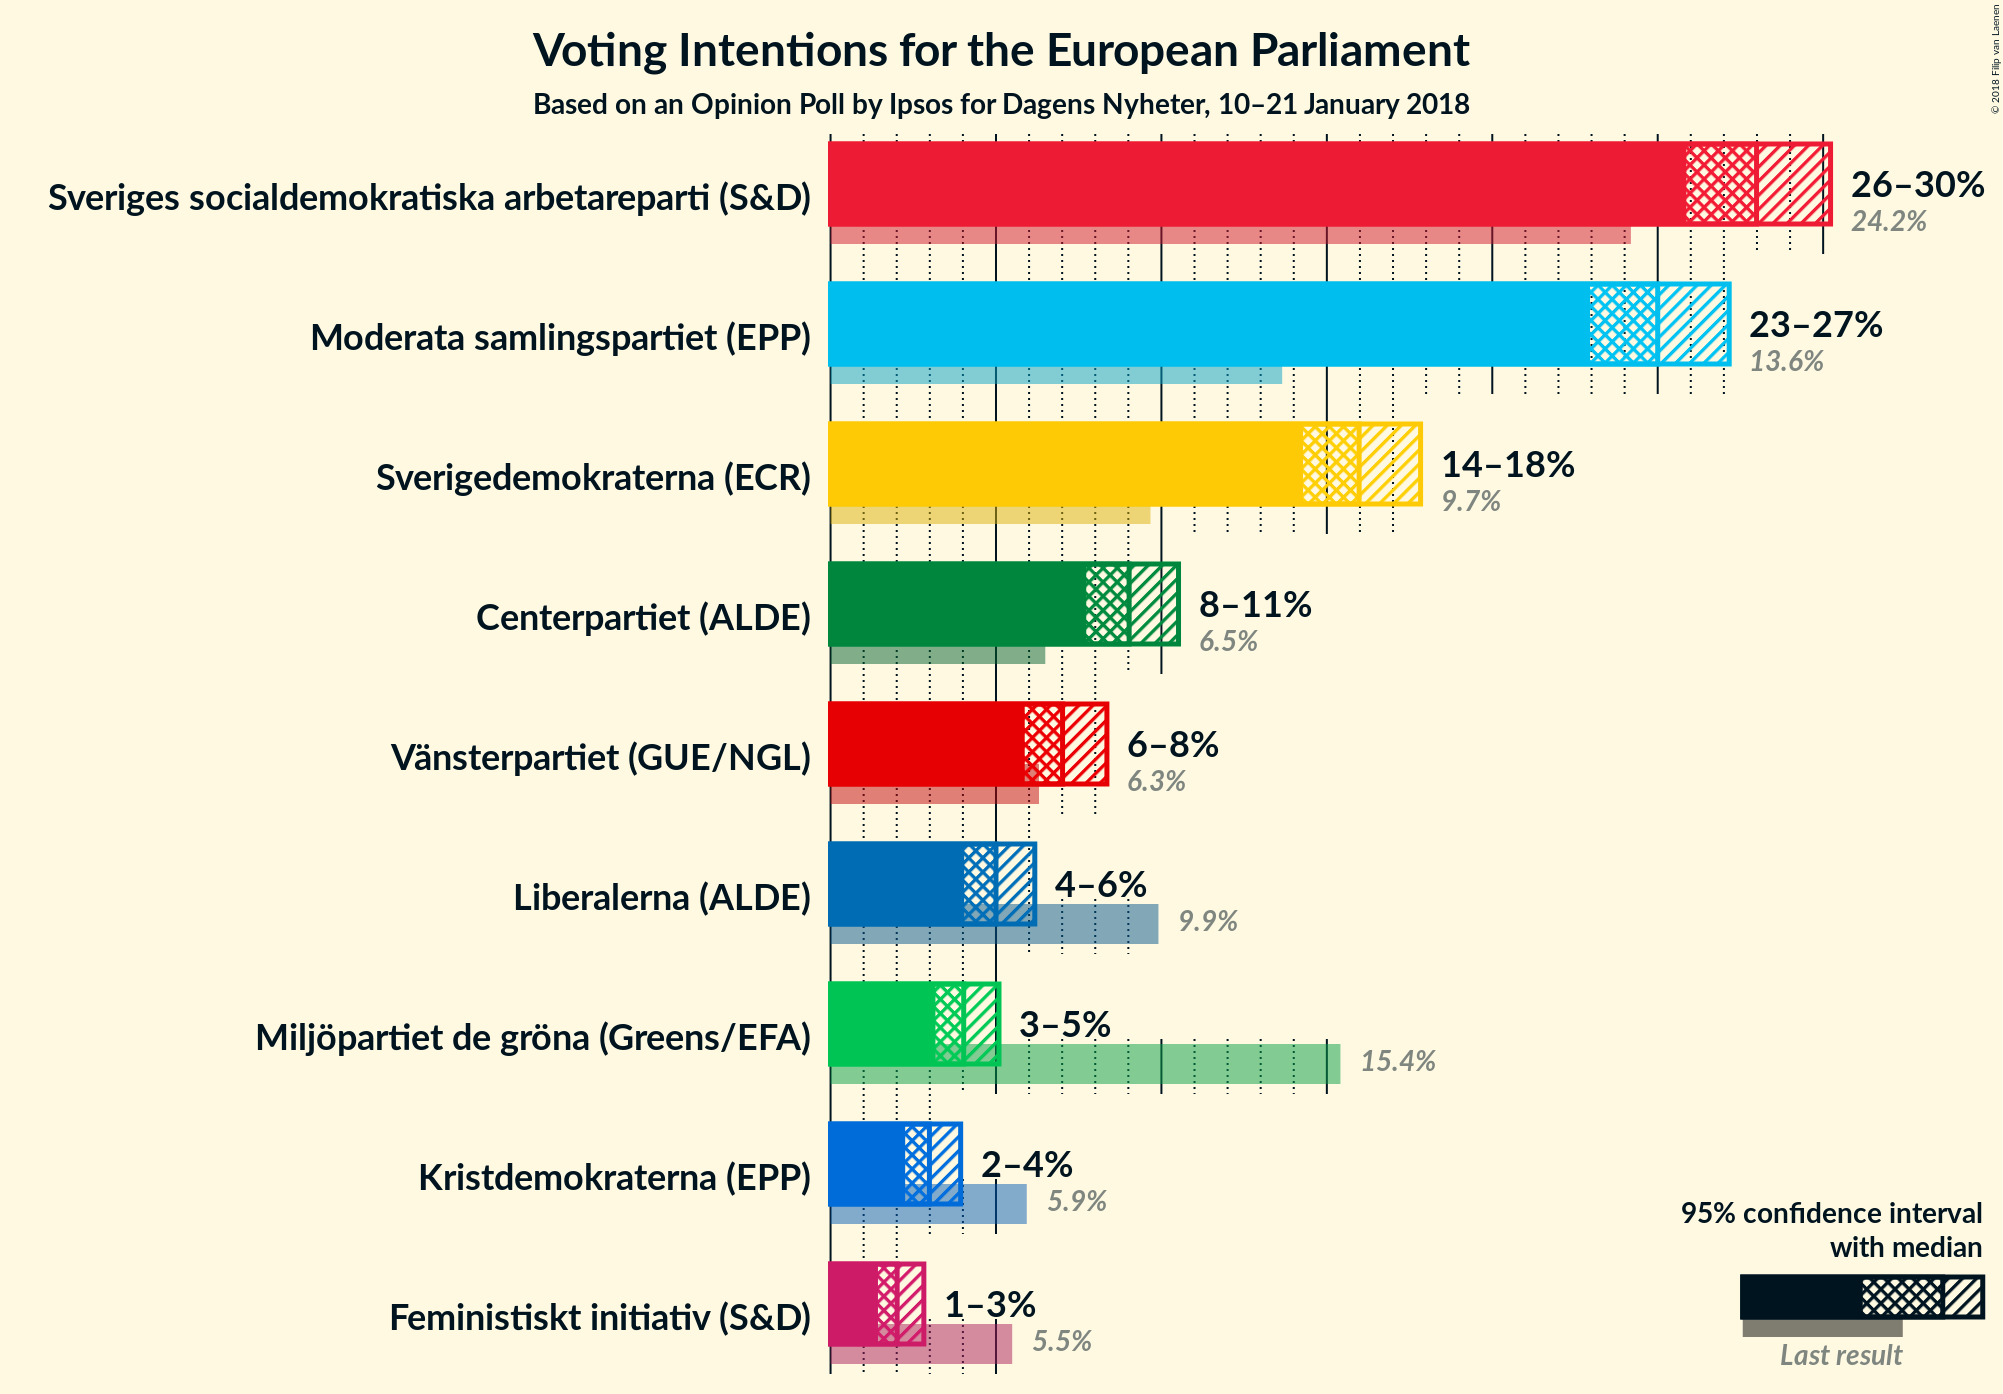 Voting Intentions for the European Parliament
Based on an Opinion Poll by Ipsos for Dagens Nyheter, 10–21 January 2018
© 2018 Filip van Laenen
Sveriges socialdemokratiska arbetareparti (S&D)
26–30%
24.2%
Moderata samlingspartiet (EPP)
23–27%
13.6%
Sverigedemokraterna (ECR)
14–18%
9.7%
Centerpartiet (ALDE)
8–11%
6.5%
Vänsterpartiet (GUE/NGL)
6–8%
6.3%
Liberalerna (ALDE)
4–6%
9.9%
Miljöpartiet de gröna (Greens/EFA)
3–5%
15.4%
Kristdemokraterna (EPP)
2–4%
5.9%
Feministiskt initiativ (S&D)
1–3%
5.5%
95% confidence interval
with median
Last result